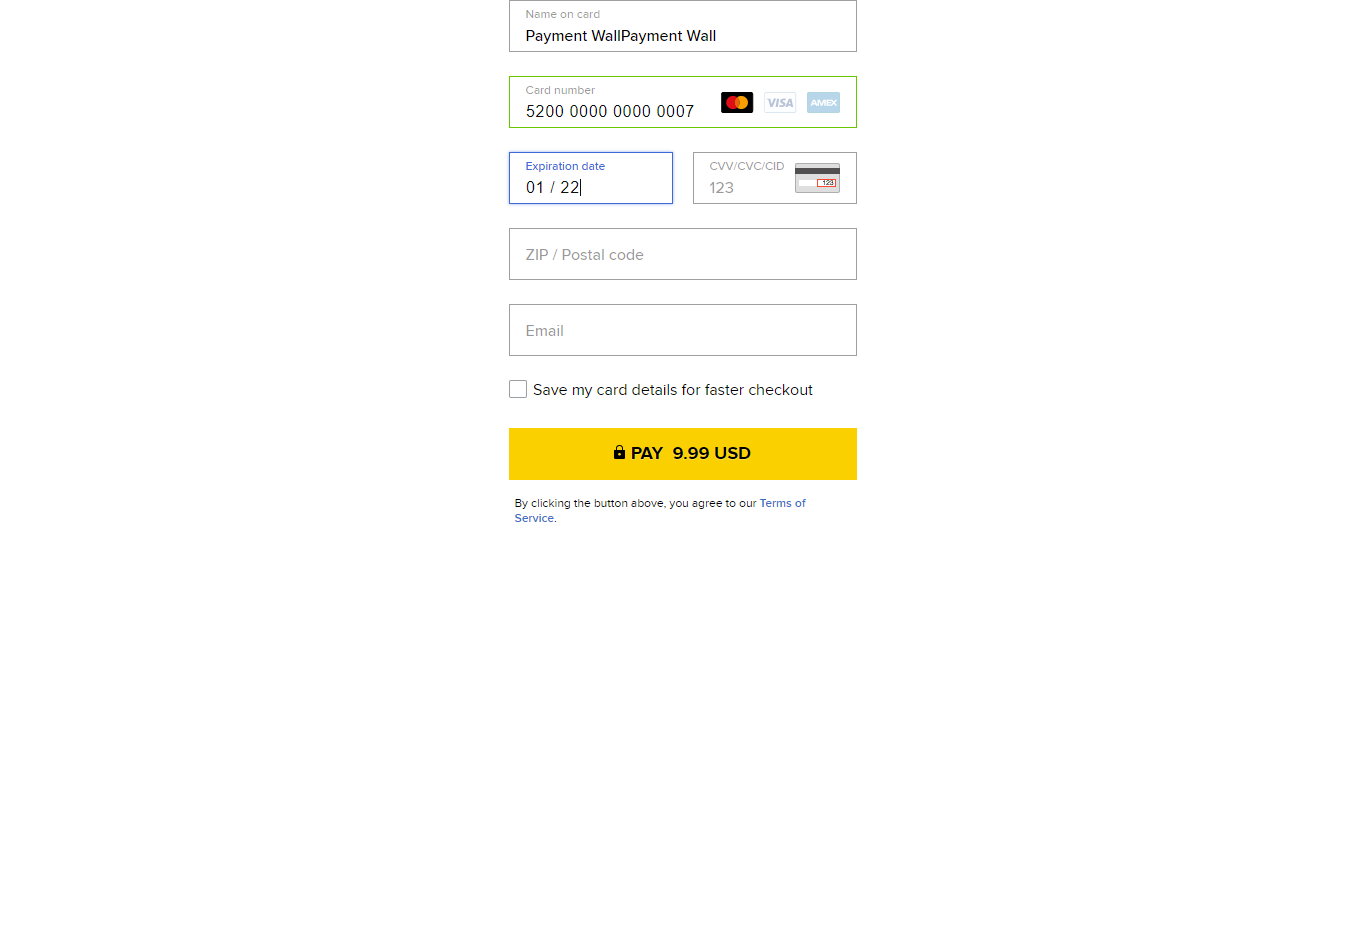 Name on card
Payment WallPayment Wall
Card number
5200 0000 0000 0007
VISA
AMEX
Expiration date
01 / 22
CVV/CVC/CID
123
123
ZIP / Postal code
Email
Save my card details for faster checkout
PAY 9.99 USD
By clicking the button above, you agree to our Terms of
Service.